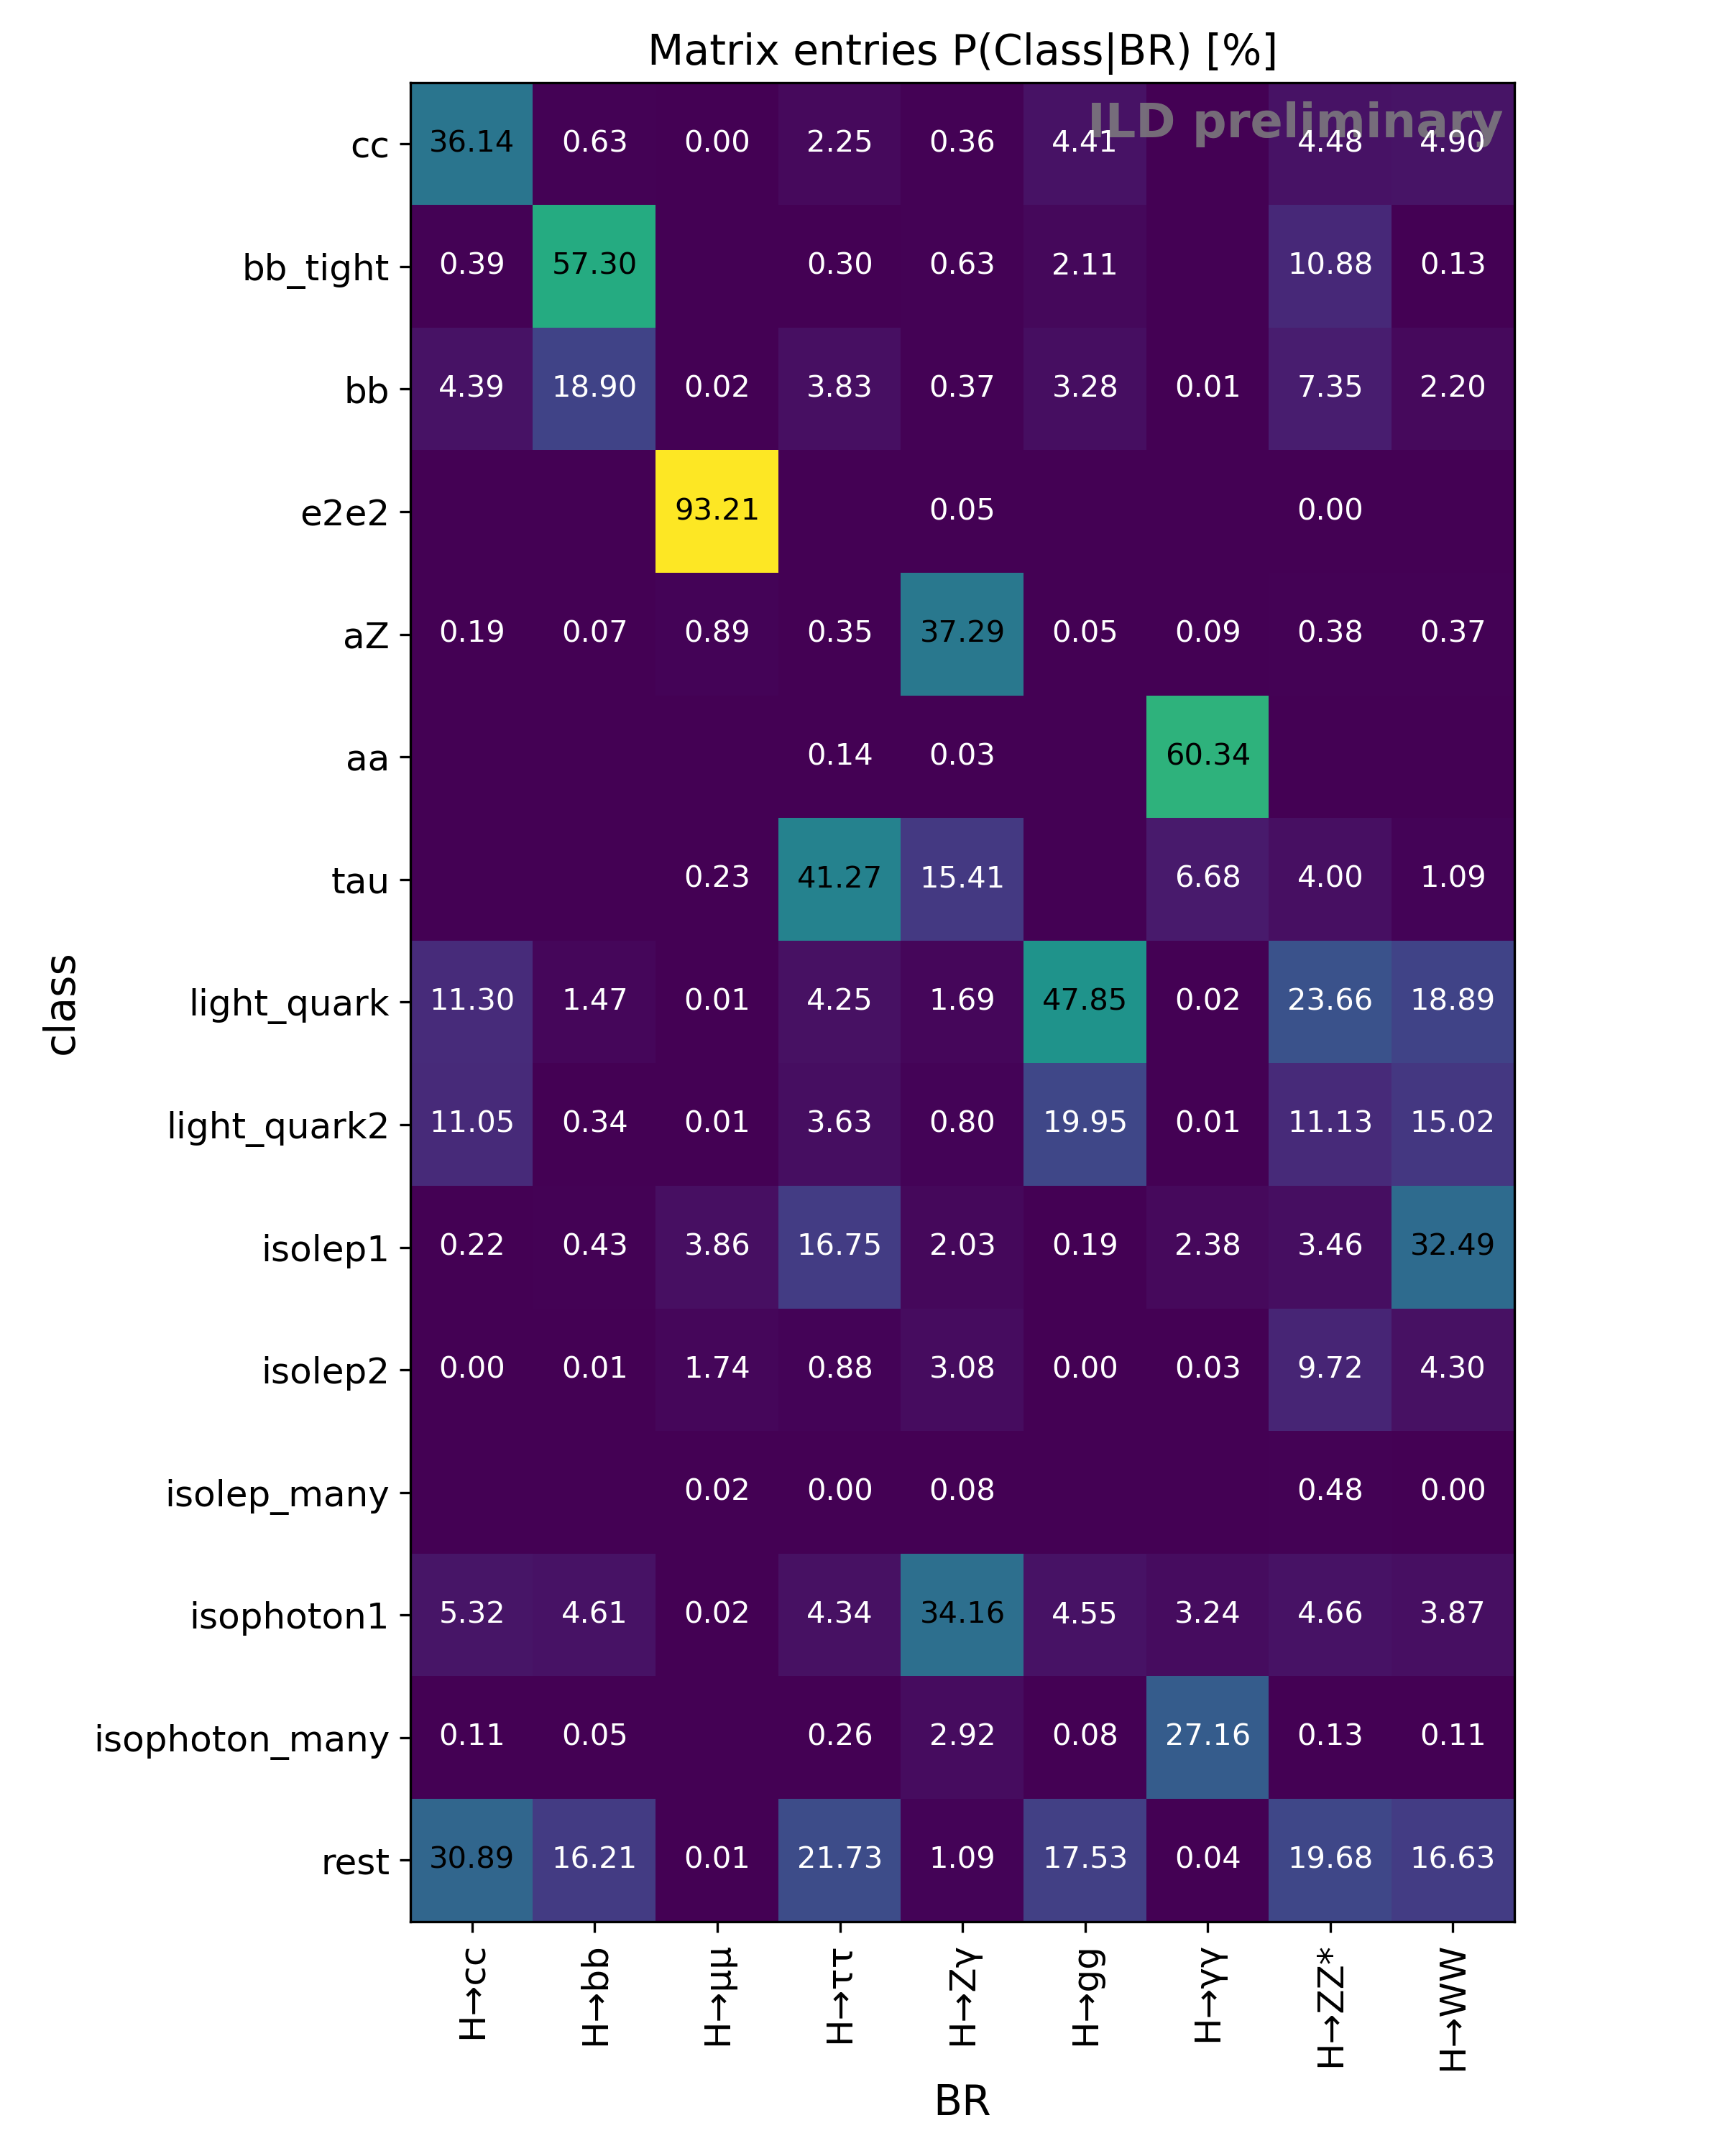 Matrix entries P(Class|BR) [%]
ILD preliminary
cc 36.14 0.63 0.00 2.25 0.36 4.41 4.48 4.90
bb_tight 0.39 57.30 0.30 0.63 2.11 10.88 0.13
bb 4.39 18.90 0.02 3.83 0.37 3.28 0.01 7.35 2.20
e2e2 93.21 0.05 0.00
aZ 0.19 0.07 0.89 0.35 37.29 0.05 0.09 0.38 0.37
aa 0.14 0.03 60.34
tau 0.23 41.27 15.41 6.68 4.00 1.09
class
light_quark 11.30 1.47 0.01 4.25 1.69 47.85 0.02 23.66 18.89
light_quark2 11.05 0.34 0.01 3.63 0.80 19.95 0.01 11.13 15.02
isolep1 0.22 0.43 3.86 16.75 2.03 0.19 2.38 3.46 32.49
isolep2 0.00 0.01 1.74 0.88 3.08 0.00 0.03 9.72 4.30
isolep_many 0.02 0.00 0.08 0.48 0.00
isophoton1 5.32 4.61 0.02 4.34 34.16 4.55 3.24 4.66 3.87
isophoton_many 0.11 0.05 0.26 2.92 0.08 27.16 0.13 0.11
rest 30.89 16.21 0.01 21.73 1.09 17.53 0.04 19.68 16.63
H→cc H→bb H→μμ H→ττ H→Zγ H→gg H→γγ H→ZZ* H→WW
BR